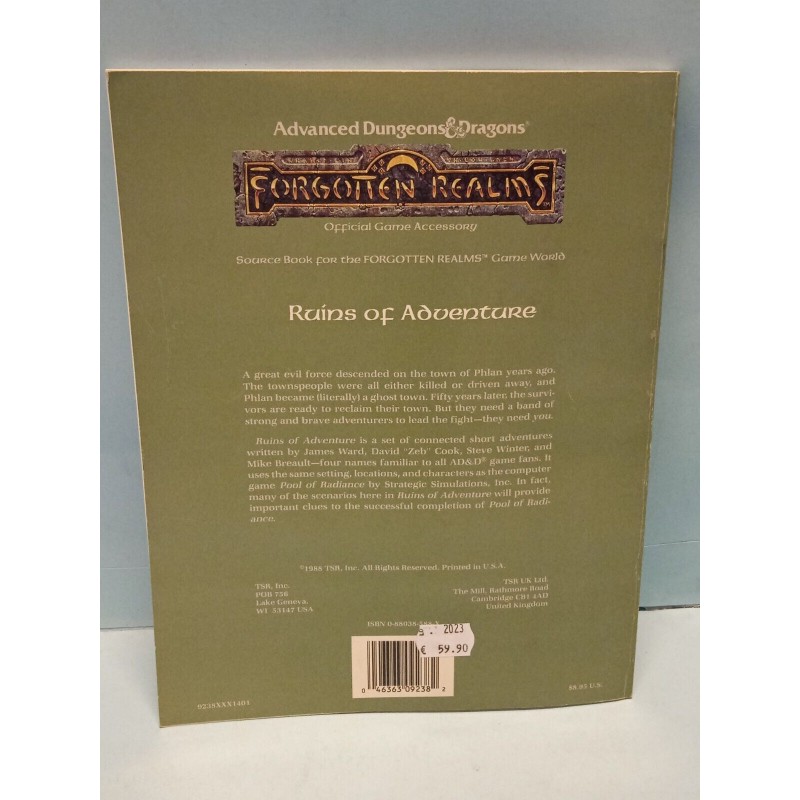 Advanced Dungeons&Dragons®
FORGOTTEN REALMS
Official Game Accessory
Source Book for the FORGOTTEN REALMS™ Game World
Ruins of Adventure
A great evil force descended on the town of Phlan years ago.
The townspeople were all either killed or driven away, and
Phlan became (literally) a ghost town. Fifty years later, the survi-
vors are ready to reclaim their town. But they need a band of
strong and brave adventurers to lead the fight—they need you.
Ruins of Adventure is a set of connected short adventures
written by James Ward, David "Zeb" Cook, Steve Winter, and
Mike Breault—four names familiar to all AD&D® game fans. It
uses the same setting, locations, and characters as the computer
game Pool of Radiance by Strategic Simulations, Inc. In fact,
many of the scenarios here in Ruins of Adventure will provide
important clues to the successful completion of Pool of Radi-
ance.
©1988 TSR, Inc. All Rights Reserved. Printed in U.S.A.
TSR, Inc.
POB 756
Lake Geneva,
WI 53147 USA
TSR UK Ltd.
The Mill, Rathmore Road
Cambridge CB1 4AD
United Kingdom
ISBN 0-88038-
2023
€ 59.90
0 46363 09238 2
9238XXX1401
$8.95 U.S.